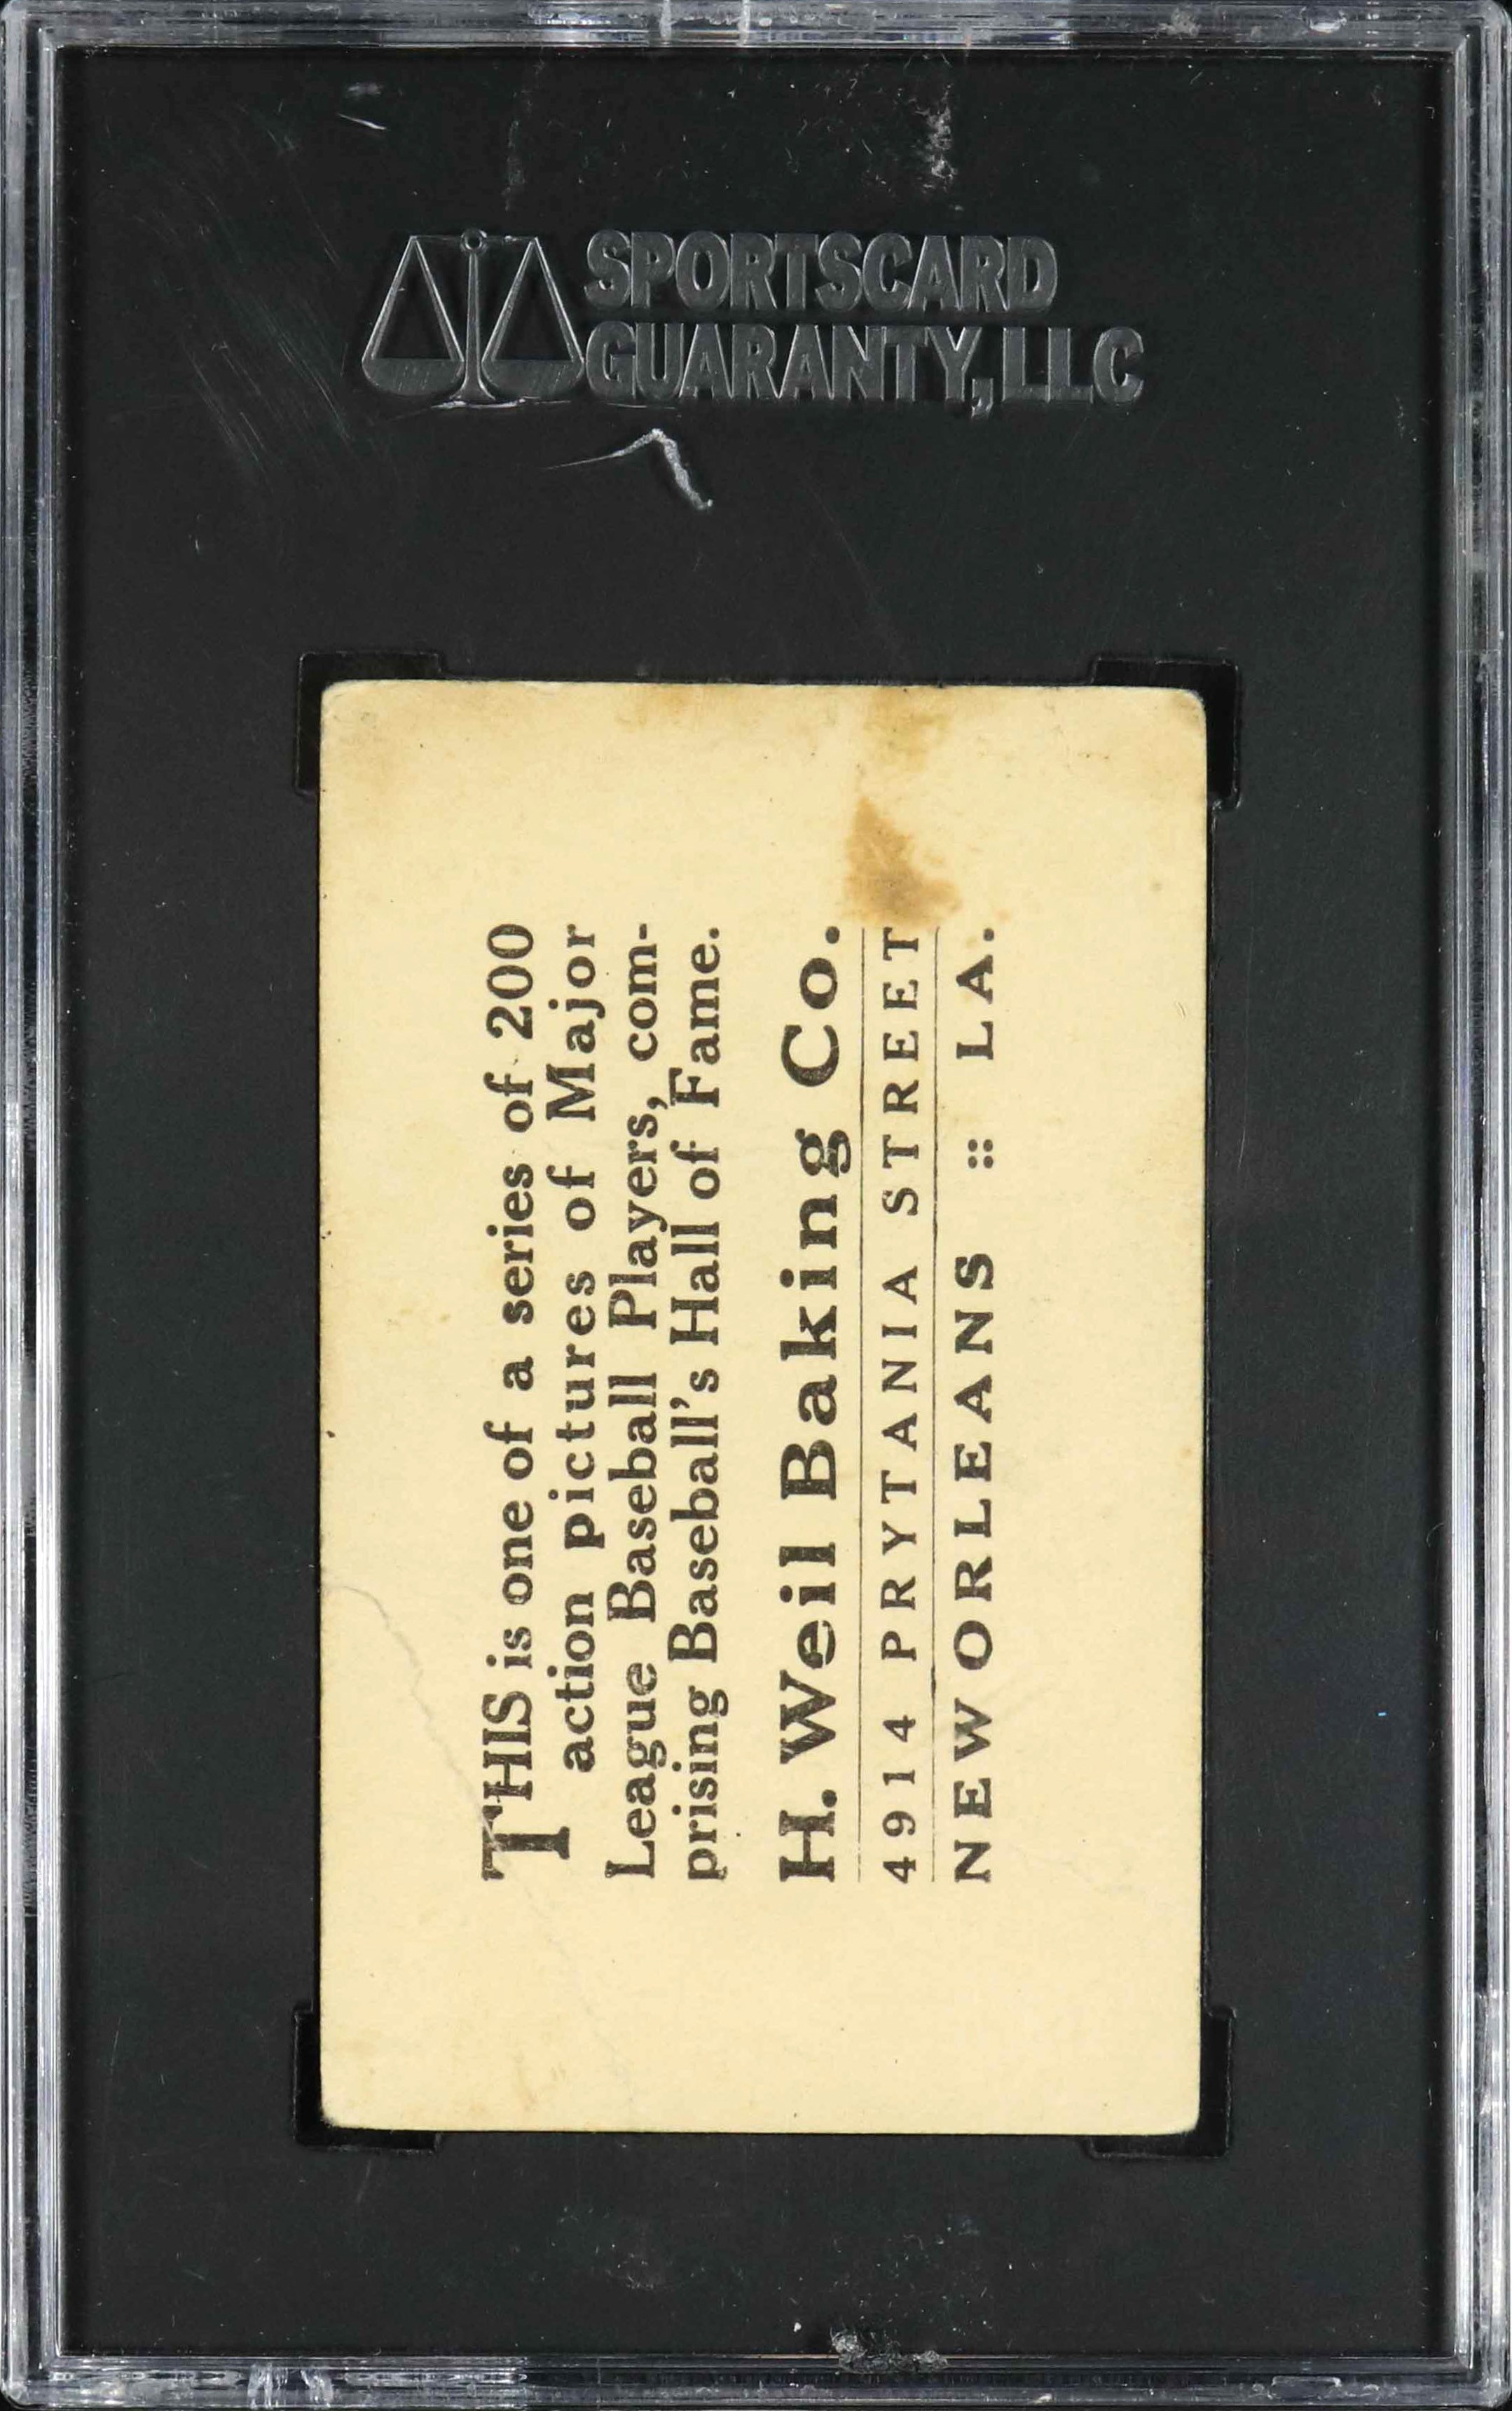 SPORTSCARD
GUARANTY, LLC
THIS is one of a series of 200
action pictures of Major
League Baseball Players, com-
prising Baseball's Hall of Fame.
H. Weil Baking Co.
4914 PRYTANIA STREET
NEW ORLEANS :: LA.